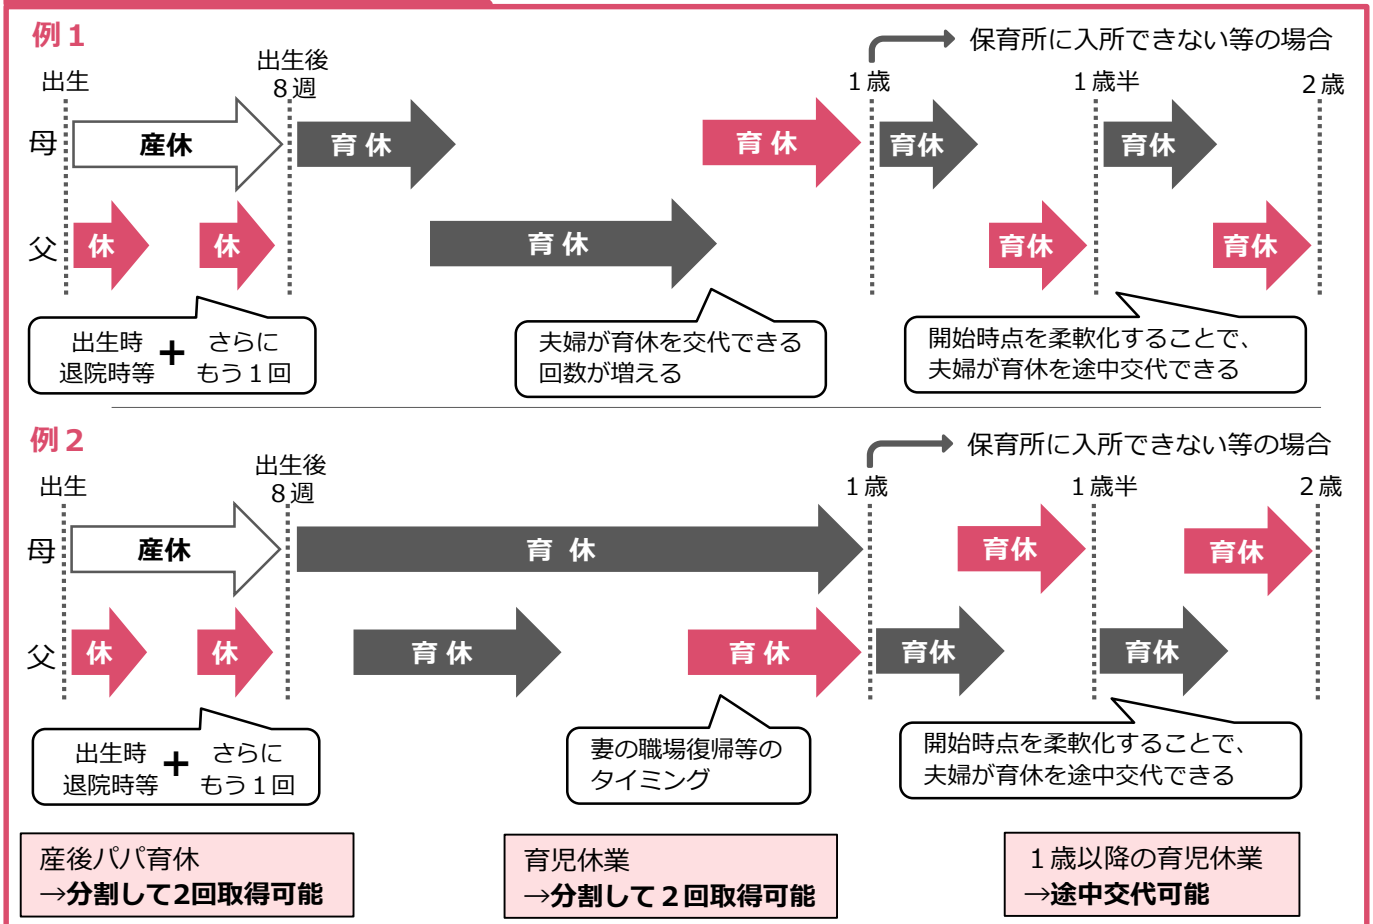 例１
保育所に入所できない等の場合
出生
出生後
８週
１歳
１歳半
２歳
母
産休
育休
育休
育休
育休
父
休
休
育休
育休
育休
出生時
退院時等
＋
さらに
もう１回
夫婦が育休を交代できる
回数が増える
開始時点を柔軟化することで、
夫婦が育休を途中交代できる
例２
保育所に入所できない等の場合
出生
出生後
８週
１歳
１歳半
２歳
母
産休
育休
育休
育休
父
休
休
育休
育休
育休
育休
出生時
退院時等
＋
さらに
もう１回
妻の職場復帰等の
タイミング
開始時点を柔軟化することで、
夫婦が育休を途中交代できる
産後パパ育休
→分割して2回取得可能
育児休業
→分割して２回取得可能
１歳以降の育児休業
→途中交代可能